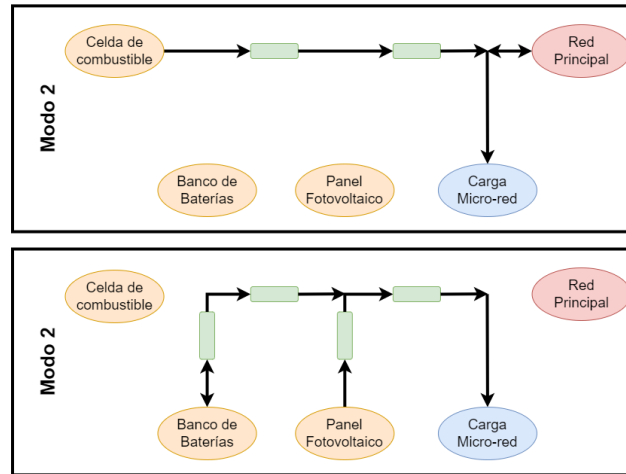 Celda de
combustible
Red
Principal
Modo 2
Banco de
Baterías
Panel
Fotovoltaico
Carga
Micro-red
Celda de
combustible
Red
Principal
Modo 2
Banco de
Baterías
Panel
Fotovoltaico
Carga
Micro-red